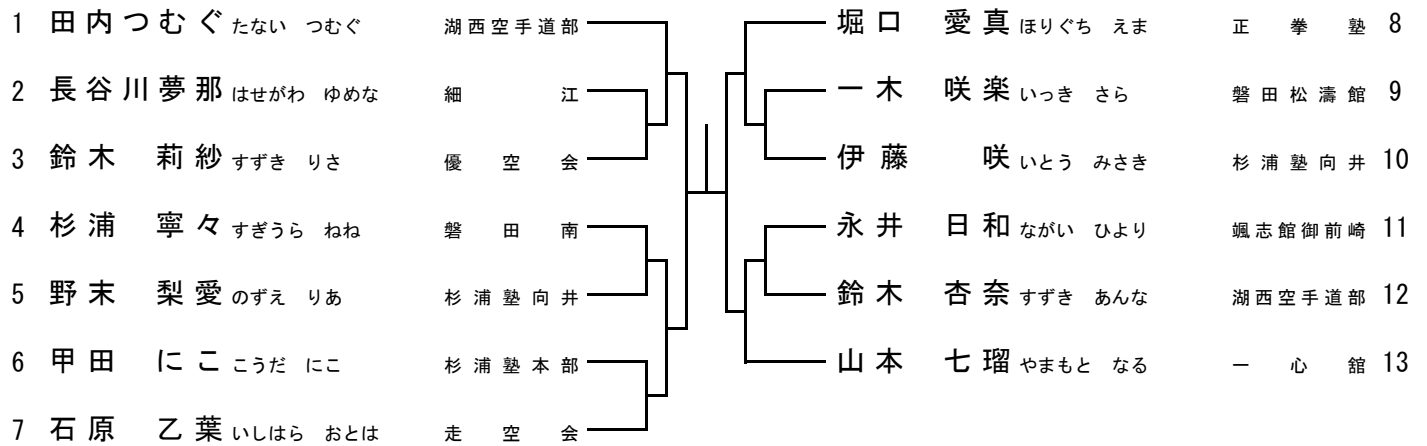 1 田内つむぐ たない つむぐ 湖西空手道部
2 長谷川夢那 はせがわ ゆめな 細江
3 鈴木 莉紗 すずき りさ 優空会
4 杉浦 寧々 すぎうら ねね 磐田南
5 野末 梨愛 のずえ りあ 杉浦塾向井
6 甲田 にこ こうだ にこ 杉浦塾本部
7 石原 乙葉 いしはら おとは 走空会
堀口 愛真 ほりぐち えま 正拳塾 8
一木 咲楽 いっき さら 磐田松濤館 9
伊藤 咲 いとう みさき 杉浦塾向井 10
永井 日和 ながい ひより 颯志館御前崎 11
鈴木 杏奈 すずき あんな 湖西空手道部 12
山本 七瑠 やまもと なる 一心舘 13